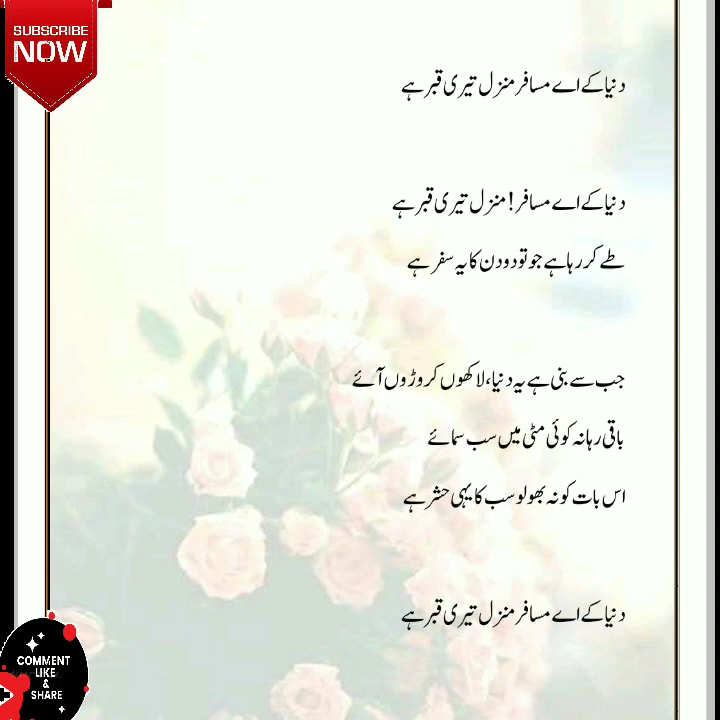 SUBSCRIBE
NOW
دنیا کے اے مسافر منزل تیری قبر ہے
دنیا کے اے مسافر! منزل تیری قبر ہے
طے کر رہا ہے جو تو دو دن کا یہ سفر ہے
جب سے بنی ہے یہ دنیا، لاکھوں کروڑوں آئے
باقی رہا نہ کوئی مٹی میں سب سمائے
اس بات کو نہ بھولو سب کا یہی حشر ہے
دنیا کے اے مسافر منزل تیری قبر ہے
COMMENT
LIKE
&
SHARE